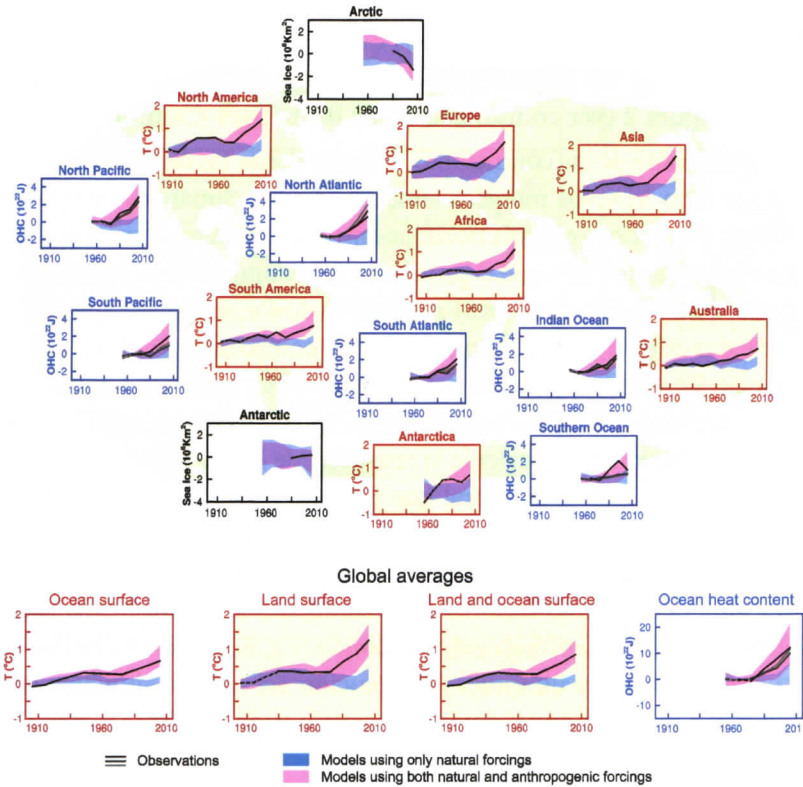 Arctic
Sea Ice (10⁶Km²)
2
0
-2
-4
1910 1960 2010
North America
T (°C)
2
1
0
-1
1910 1960 2010
Europe
T (°C)
2
1
0
-1
1910 1960 2010
Asia
T (°C)
2
1
0
-1
1910 1960 2010
North Pacific
OHC (10²²J)
4
2
0
-2
1910 1960 2010
North Atlantic
OHC (10²²J)
4
2
0
-2
1910 1960 2010
Africa
T (°C)
2
1
0
-1
1910 1960 2010
South Pacific
OHC (10²²J)
4
2
0
-2
1910 1960 2010
South America
T (°C)
2
1
0
-1
1910 1960 2010
South Atlantic
OHC (10²²J)
4
2
0
-2
1910 1960 2010
Indian Ocean
OHC (10²²J)
4
2
0
-2
1910 1960 2010
Australia
T (°C)
2
1
0
-1
1910 1960 2010
Antarctic
Sea Ice (10⁶Km²)
2
0
-2
-4
1910 1960 2010
Antarctica
T (°C)
2
1
0
-1
1910 1960 2010
Southern Ocean
OHC (10²²J)
4
2
0
-2
1910 1960 2010
Global averages
Ocean surface
T (°C)
2
1
0
-1
1910 1960 2010
Land surface
T (°C)
2
1
0
-1
1910 1960 2010
Land and ocean surface
T (°C)
2
1
0
-1
1910 1960 2010
Ocean heat content
OHC (10²²J)
20
10
0
-10
1910 1960 201
Observations
Models using only natural forcings
Models using both natural and anthropogenic forcings